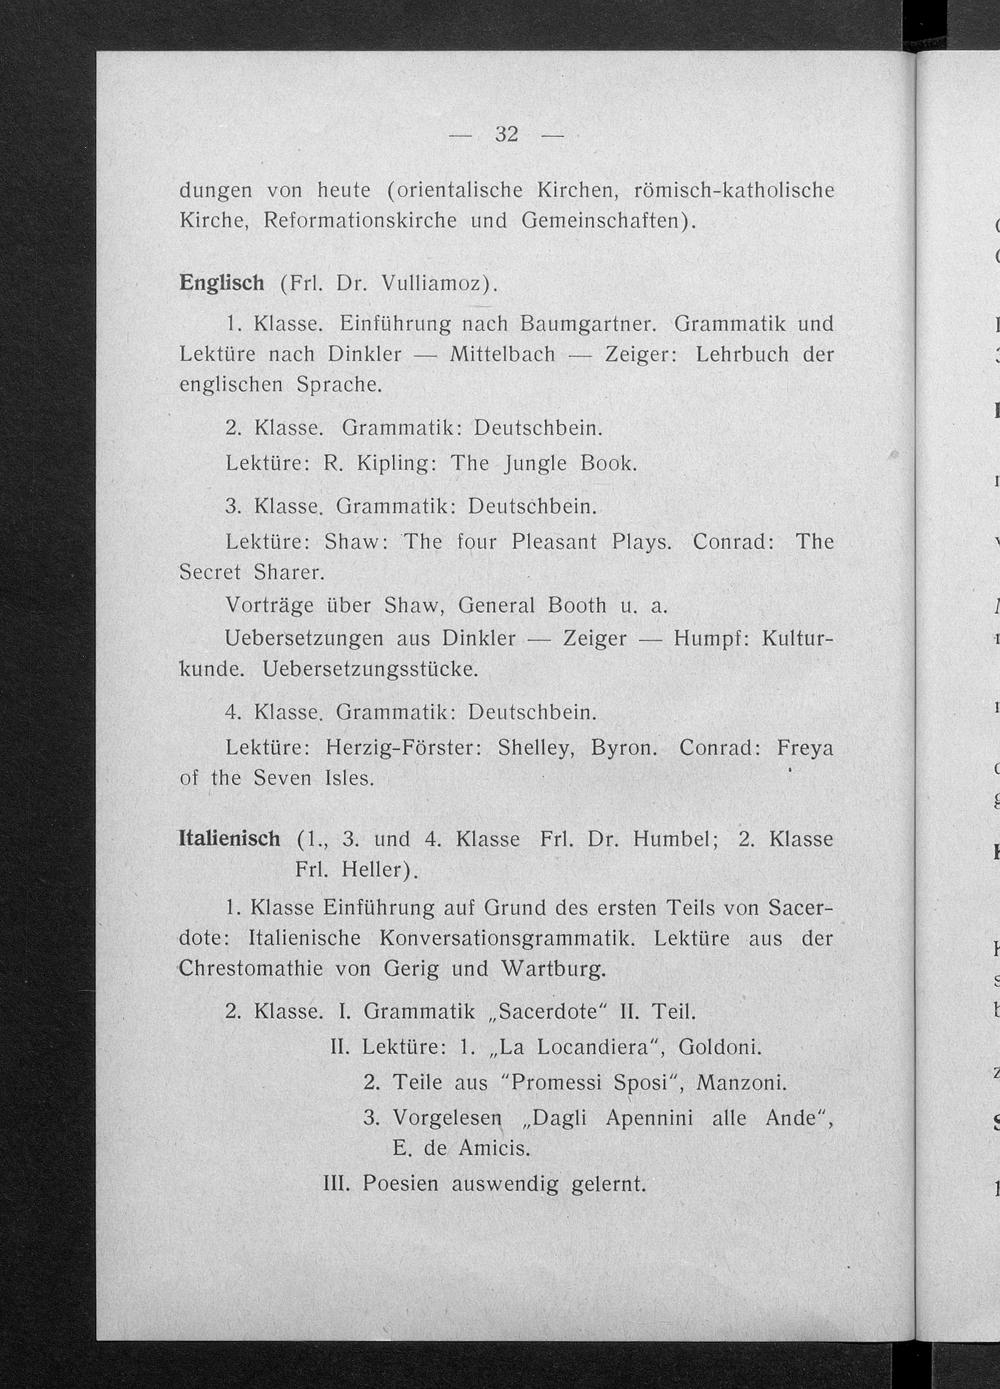 — 32 —
dungen von heute (orientalische Kirchen, römisch-katholische
Kirche, Reformationskirche und Gemeinschaften).
Englisch (Frl. Dr. Vulliamoz).
1. Klasse. Einführung nach Baumgartner. Grammatik und
Lektüre nach Dinkler — Mittelbach — Zeiger: Lehrbuch der
englischen Sprache.
2. Klasse. Grammatik: Deutschbein.
Lektüre: R. Kipling: The Jungle Book.
3. Klasse. Grammatik: Deutschbein.
Lektüre: Shaw: The four Pleasant Plays. Conrad: The
Secret Sharer.
Vorträge über Shaw, General Booth u. a.
Uebersetzungen aus Dinkler — Zeiger — Humpf: Kultur-
kunde. Uebersetzungsstücke.
4. Klasse. Grammatik: Deutschbein.
Lektüre: Herzig-Förster: Shelley, Byron. Conrad: Freya
of the Seven Isles.
Italienisch (1., 3. und 4. Klasse Frl. Dr. Humbel; 2. Klasse
Frl. Heller).
1. Klasse Einführung auf Grund des ersten Teils von Sacer-
dote: Italienische Konversationsgrammatik. Lektüre aus der
Chrestomathie von Gerig und Wartburg.
2. Klasse. I. Grammatik „Sacerdote" II. Teil.
II. Lektüre: 1. „La Locandiera", Goldoni.
2. Teile aus "Promessi Sposi", Manzoni.
3. Vorgelesen „Dagli Apennini alle Ande",
E. de Amicis.
III. Poesien auswendig gelernt.